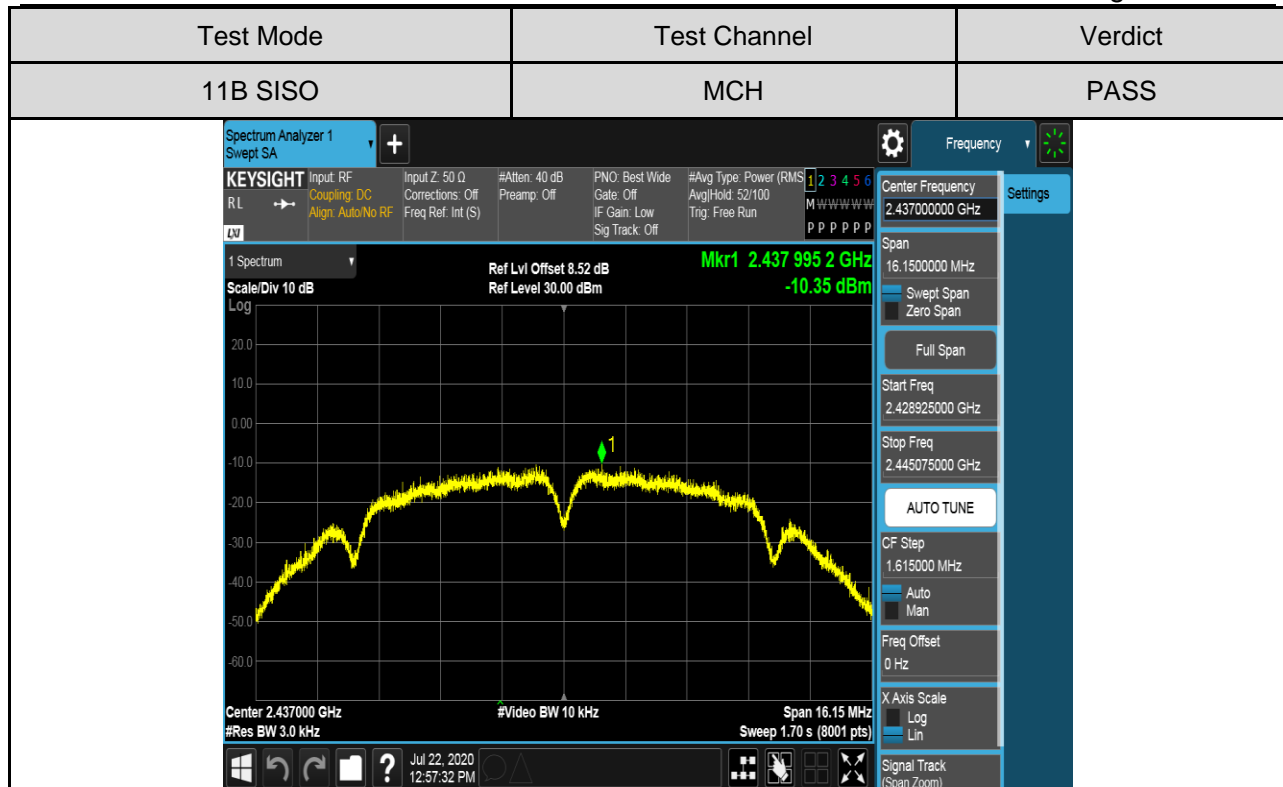 Test Mode Test Channel Verdict
11B SISO MCH PASS
Spectrum Analyzer 1
Swept SA
Frequency
KEYSIGHT
RL
LXI
Input: RF
Coupling: DC
Align: Auto/No RF
Input Z: 50 Ω
Corrections: Off
Freq Ref: Int (S)
#Atten: 40 dB
Preamp: Off
PNO: Best Wide
Gate: Off
IF Gain: Low
Sig Track: Off
#Avg Type: Power (RMS
Avg|Hold: 52/100
Trig: Free Run
1 2 3 4 5 6
M W W W W W
P P P P P P
1 Spectrum
Scale/Div 10 dB
Ref Lvl Offset 8.52 dB
Ref Level 30.00 dBm
Mkr1 2.437 995 2 GHz
-10.35 dBm
Log
20.0
10.0
0.00
-10.0
-20.0
-30.0
-40.0
-50.0
-60.0
1
Center 2.437000 GHz
#Res BW 3.0 kHz
#Video BW 10 kHz
Span 16.15 MHz
Sweep 1.70 s (8001 pts)
Jul 22, 2020
12:57:32 PM
?
Center Frequency
2.437000000 GHz
Settings
Span
16.1500000 MHz
Swept Span
Zero Span
Full Span
Start Freq
2.428925000 GHz
Stop Freq
2.445075000 GHz
AUTO TUNE
CF Step
1.615000 MHz
Auto
Man
Freq Offset
0 Hz
X Axis Scale
Log
Lin
Signal Track
(Span Zoom)